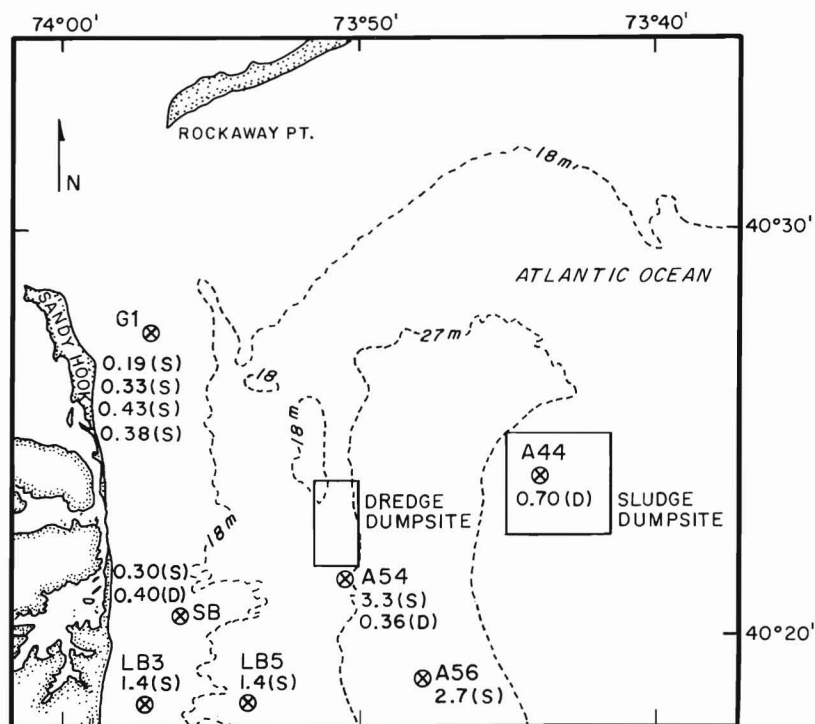 74°00'
73°50'
73°40'
ROCKAWAY PT.
N
18m
40°30'
ATLANTIC OCEAN
SANDY HOOK
G1
27m
0.19(S)
18
0.33(S)
0.43(S)
18m
0.38(S)
A44
DREDGE
DUMPSITE
0.70(D)
SLUDGE
DUMPSITE
18m
0.30(S)
A54
0.40(D)
3.3(S)
SB
0.36(D)
40°20'
LB3
LB5
A56
1.4(S)
1.4(S)
2.7(S)